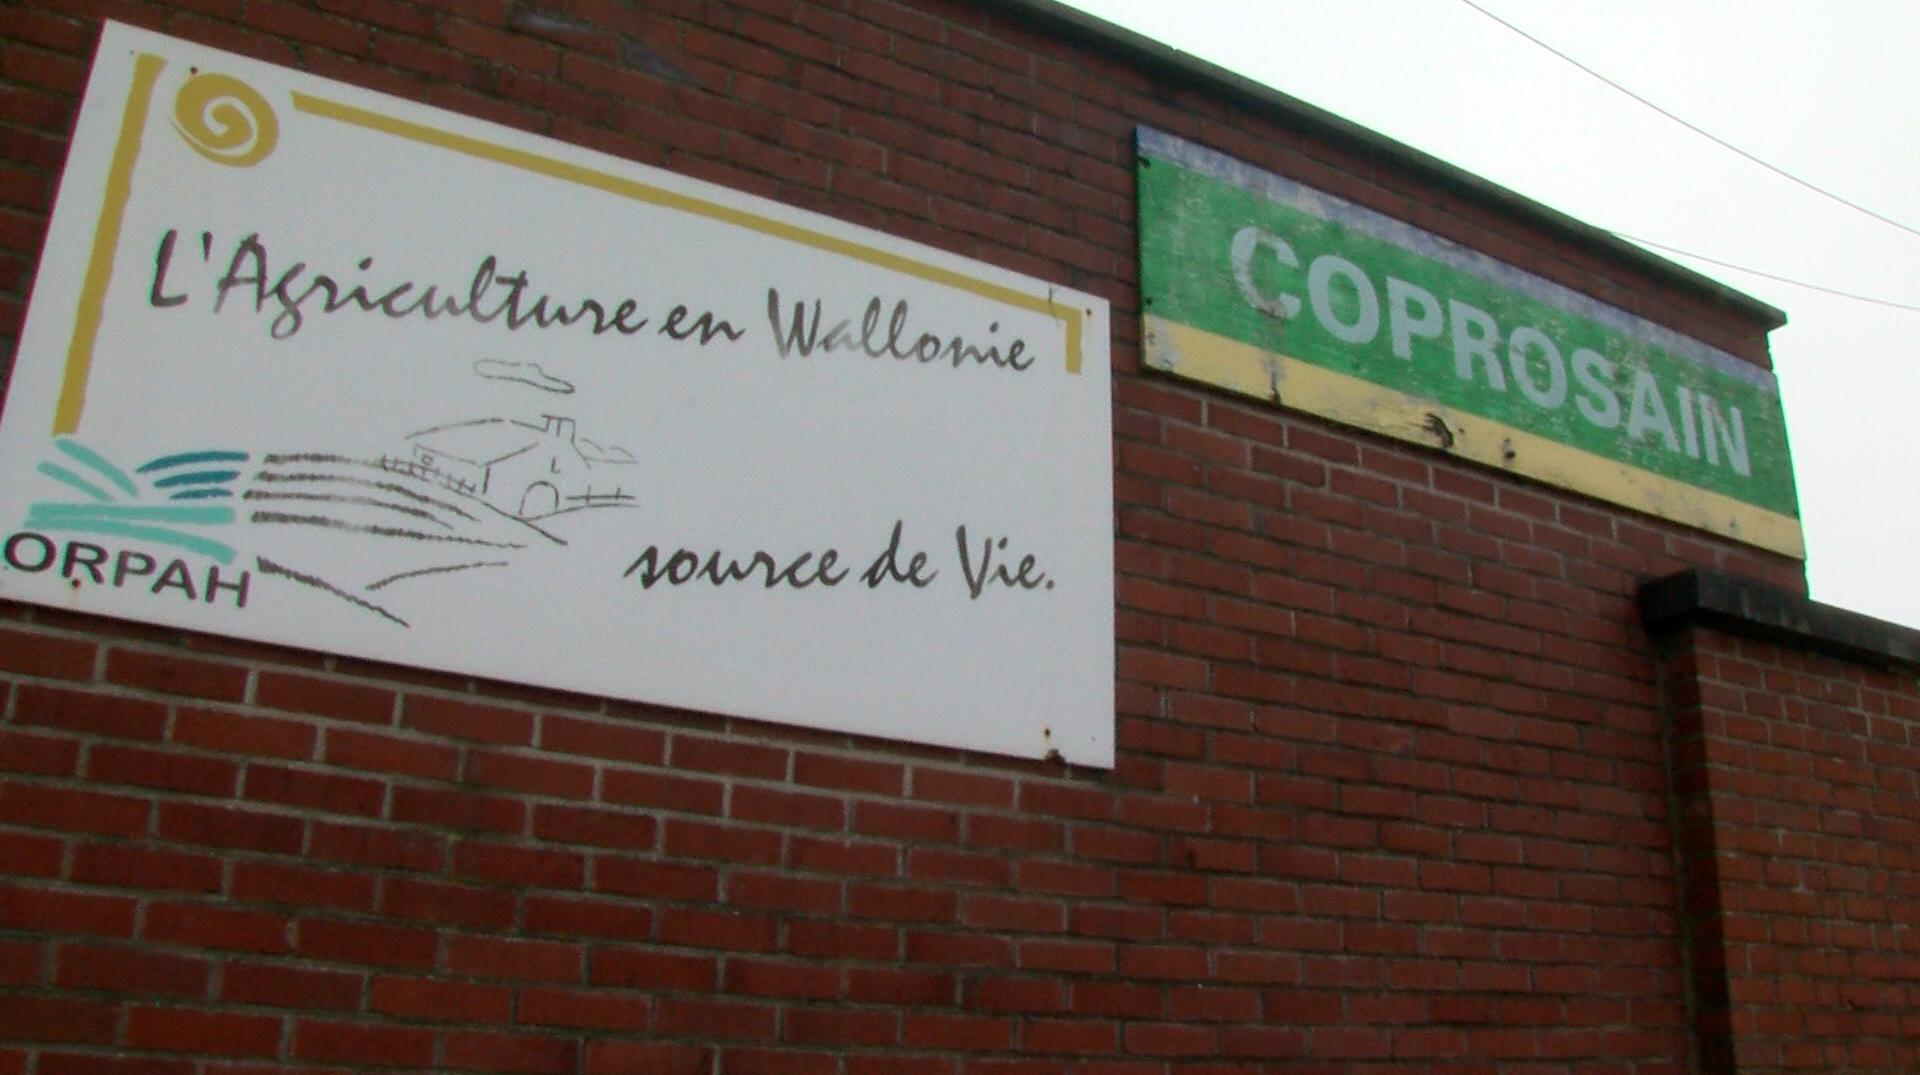 L'Agriculture en Wallonie
source de Vie.
ORPAH
COPROSAIN